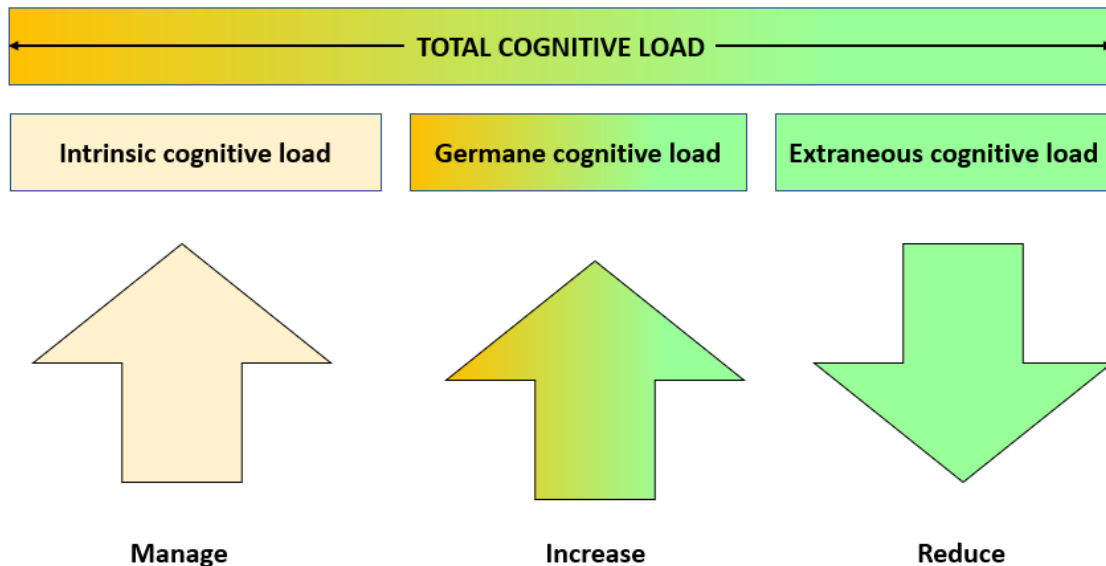 TOTAL COGNITIVE LOAD
Intrinsic cognitive load
Germane cognitive load
Extraneous cognitive load
Manage
Increase
Reduce